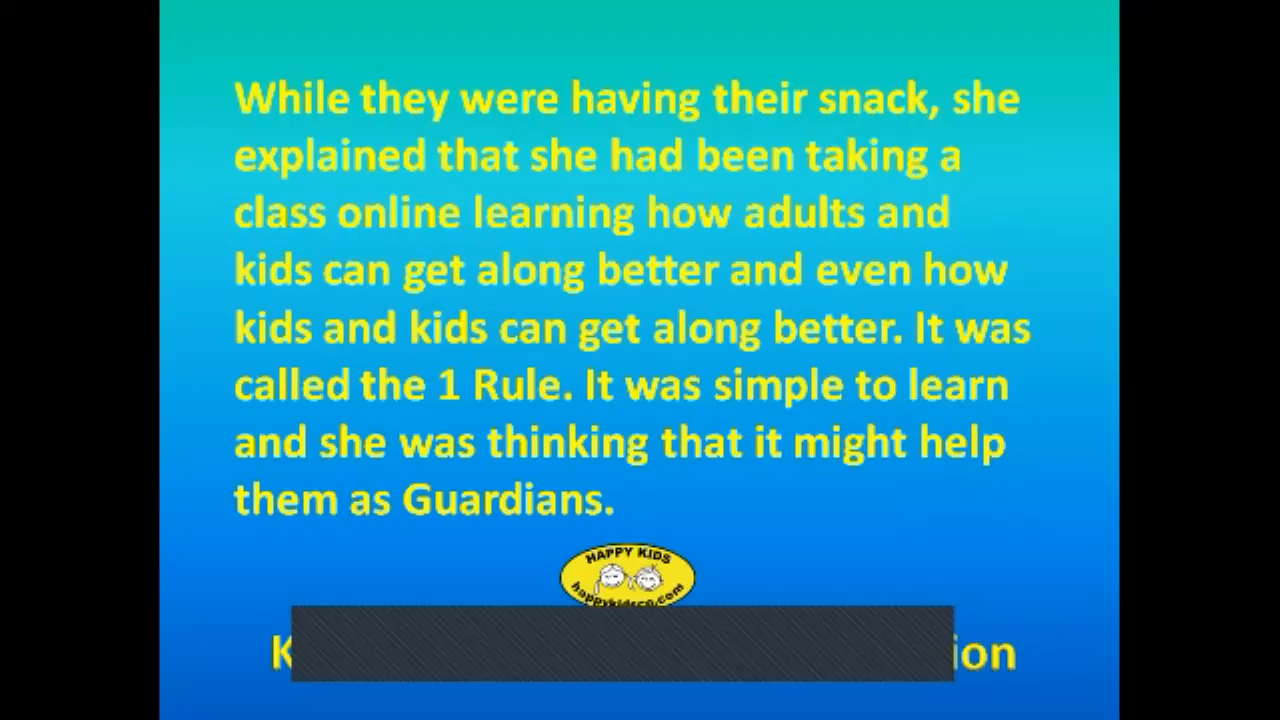 While they were having their snack, she
explained that she had been taking a
class online learning how adults and
kids can get along better and even how
kids and kids can get along better. It was
called the 1 Rule. It was simple to learn
and she was thinking that it might help
them as Guardians.
HAPPY KIDS
happykidsco.com